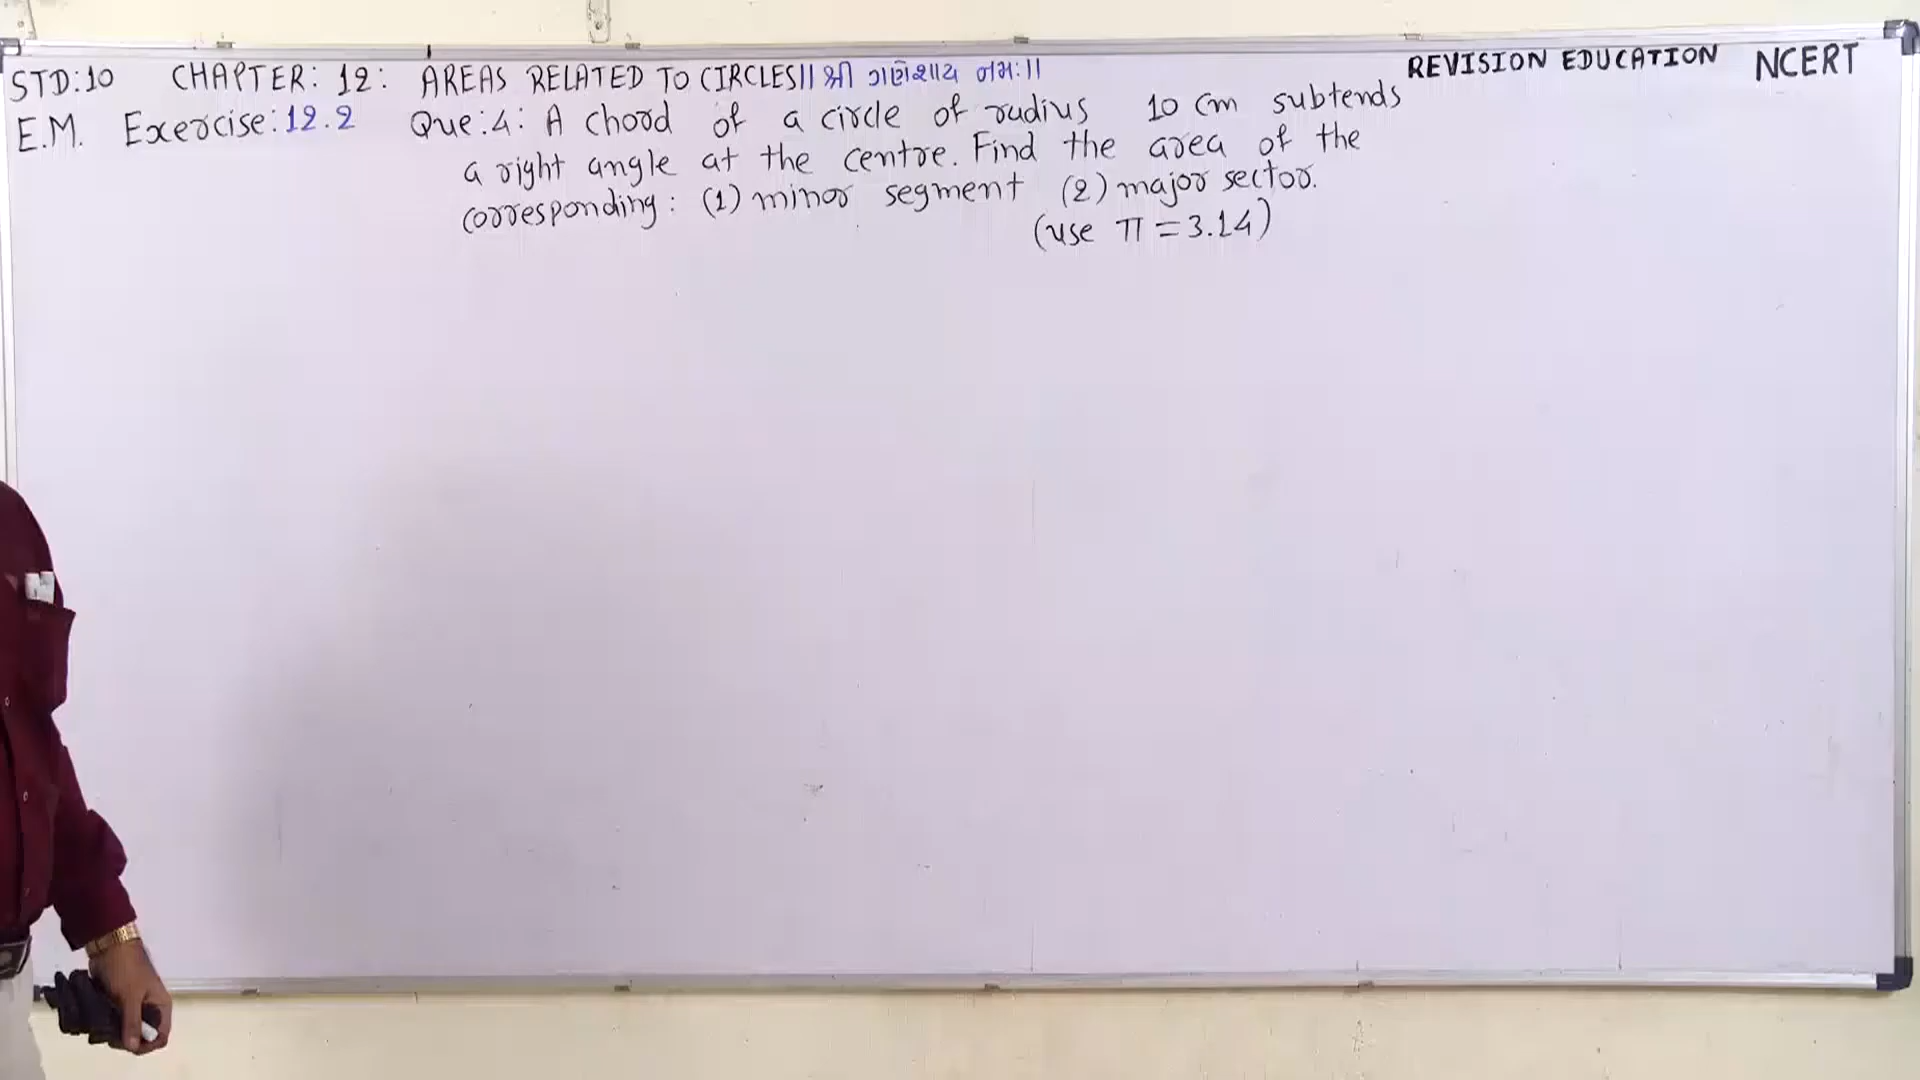 STD:10 CHAPTER: 12: AREAS RELATED TO CIRCLES || શ્રી ગણેશાય નમઃ || REVISION EDUCATION NCERT
E.M. Exercise:12.2 Que:4: A chord of a circle of radius 10 cm subtends
a right angle at the centre. Find the area of the
corresponding: (1) minor segment (2) major sector.
(use π = 3.14)